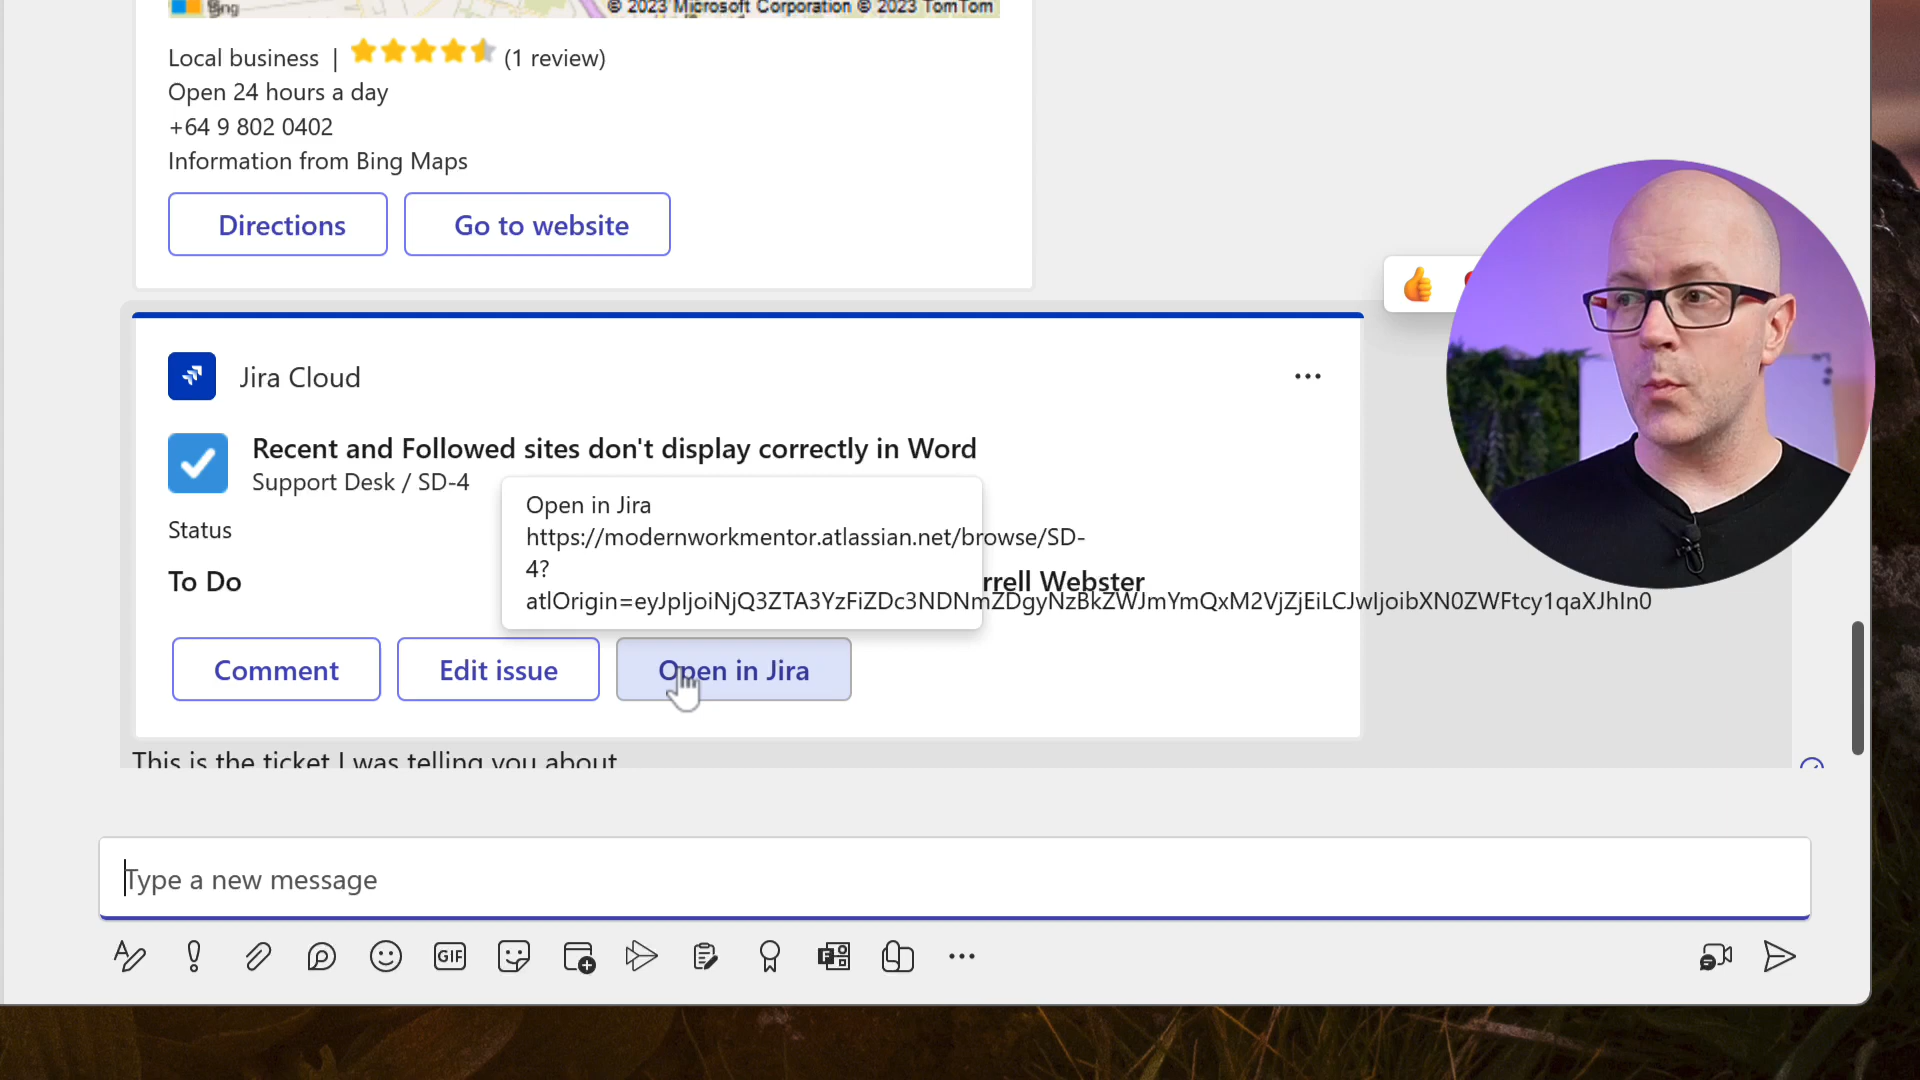 Bing
© 2023 Microsoft Corporation © 2023 TomTom
Local business | (1 review)
Open 24 hours a day
+64 9 802 0402
Information from Bing Maps
Directions Go to website
Jira Cloud
Recent and Followed sites don't display correctly in Word
Support Desk / SD-4
Open in Jira
https://modernworkmentor.atlassian.net/browse/SD-
4?
atlOrigin=eyJpIjoiNjQ3ZTA3YzFiZDc3NDNmZDgyNzBkZWJmYmQxM2VjZjEiLCJwIjoibXN0ZWFtcy1qaXJhIn0
Status
To Do rrell Webster
Comment Edit issue Open in Jira
This is the ticket I was telling you about
Type a new message
GIF